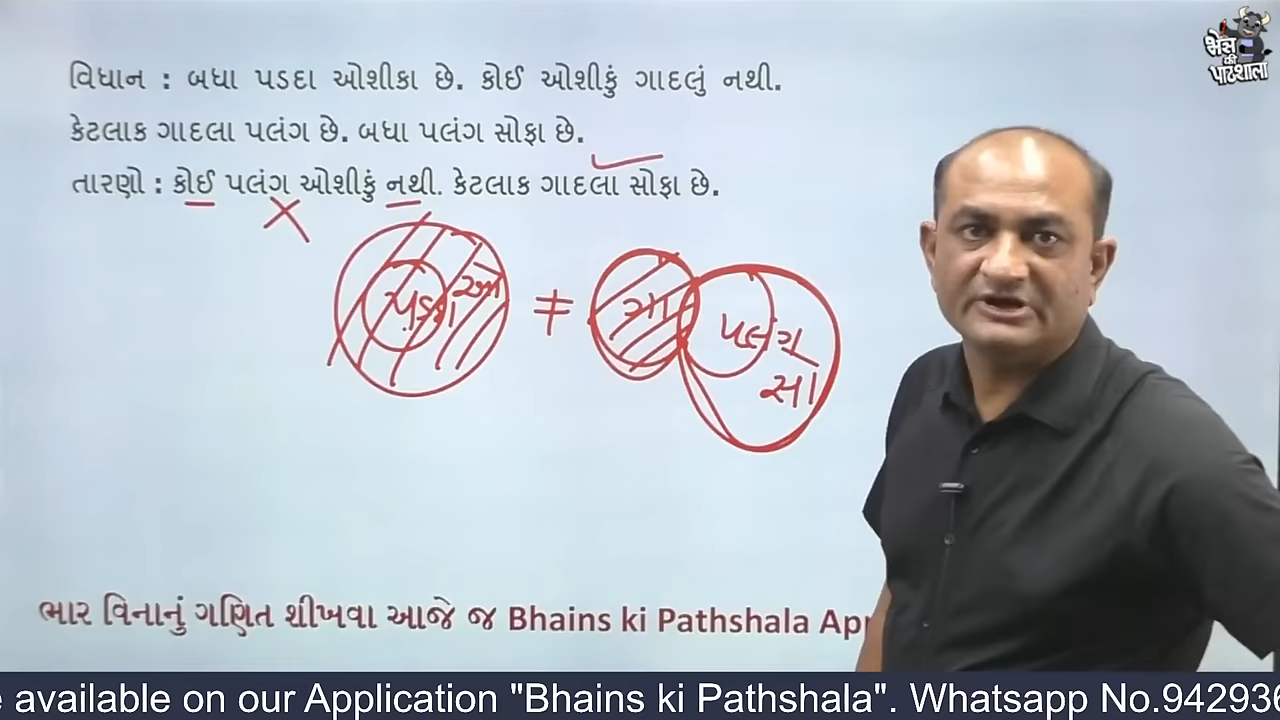 भेंस
की
પાઠશાલા
વિધાન : બધા પડદા ઓશીકા છે. કોઈ ઓશીકું ગાદલું નથી.
કેટલાક ગાદલા પલંગ છે. બધા પલંગ સોફા છે.
તારણો : કોઈ પલંગ ઓશીકું નથી. કેટલાક ગાદલા સોફા છે.
પડદા ઓ ≠ ગા પલંગ
સો
ભાર વિનાનું ગણિત શીખવા આજે જ Bhains ki Pathshala App
e available on our Application "Bhains ki Pathshala". Whatsapp No.942936